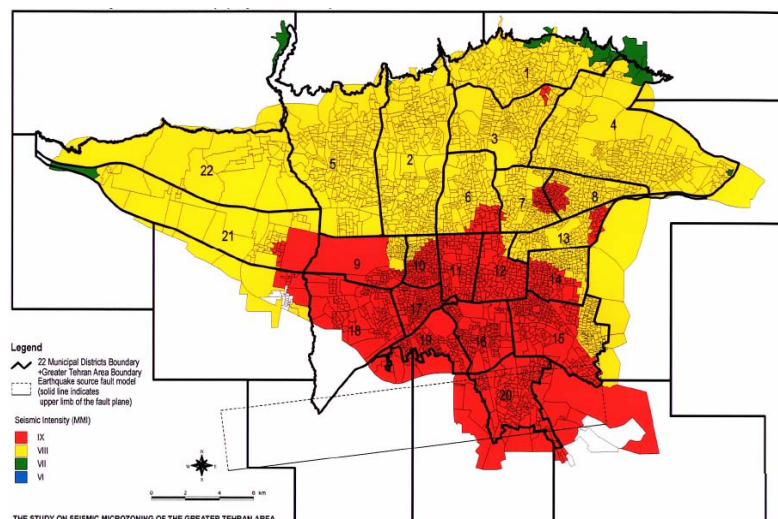 1
4
3
2
5
22
6
7
8
21
13
9
10
11
12
14
17
18
19
16
15
20
Legend
22 Municipal Districts Boundary
+Greater Tehran Area Boundary
Earthquake source fault model
(solid line indicates
upper limb of the fault plane)
Seismic Intensity (MMI)
IX
VIII
VII
VI
0 2 4 6 km
THE STUDY ON SEISMIC MICROZONING OF THE GREATER TEHRAN AREA